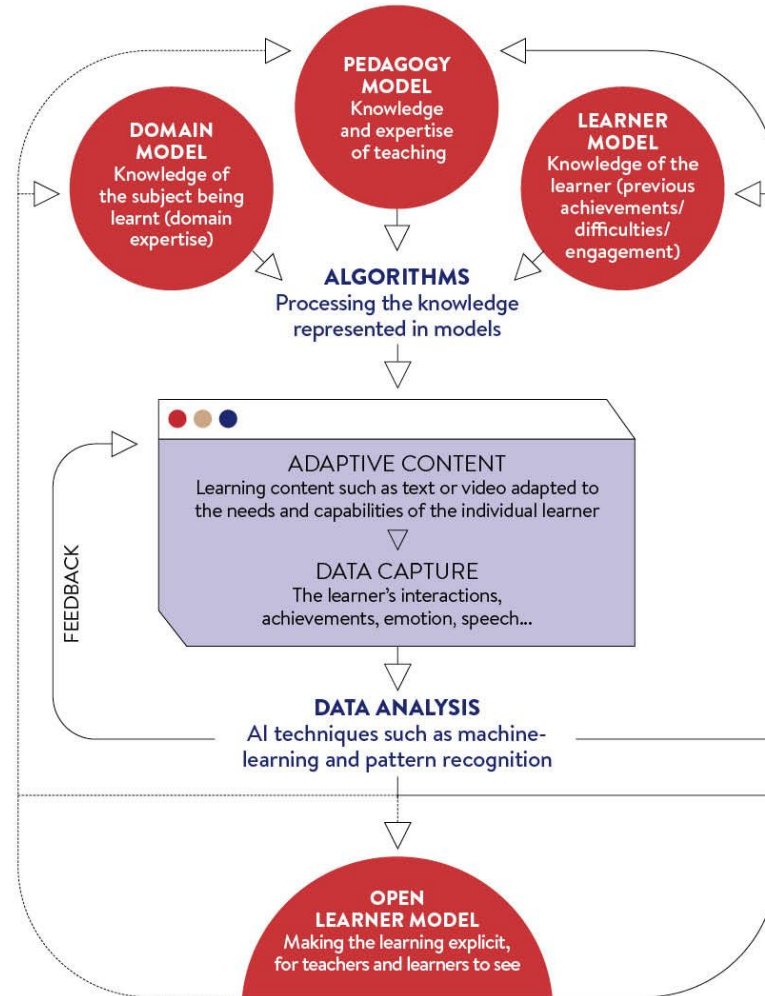 PEDAGOGY
MODEL
Knowledge
and expertise
of teaching
DOMAIN
MODEL
Knowledge of
the subject being
learnt (domain
expertise)
LEARNER
MODEL
Knowledge of the
learner (previous
achievements/
difficulties/
engagement)
ALGORITHMS
Processing the knowledge
represented in models
ADAPTIVE CONTENT
Learning content such as text or video adapted to
the needs and capabilities of the individual learner
DATA CAPTURE
The learner’s interactions,
achievements, emotion, speech...
FEEDBACK
DATA ANALYSIS
AI techniques such as machine-
learning and pattern recognition
OPEN
LEARNER MODEL
Making the learning explicit,
for teachers and learners to see